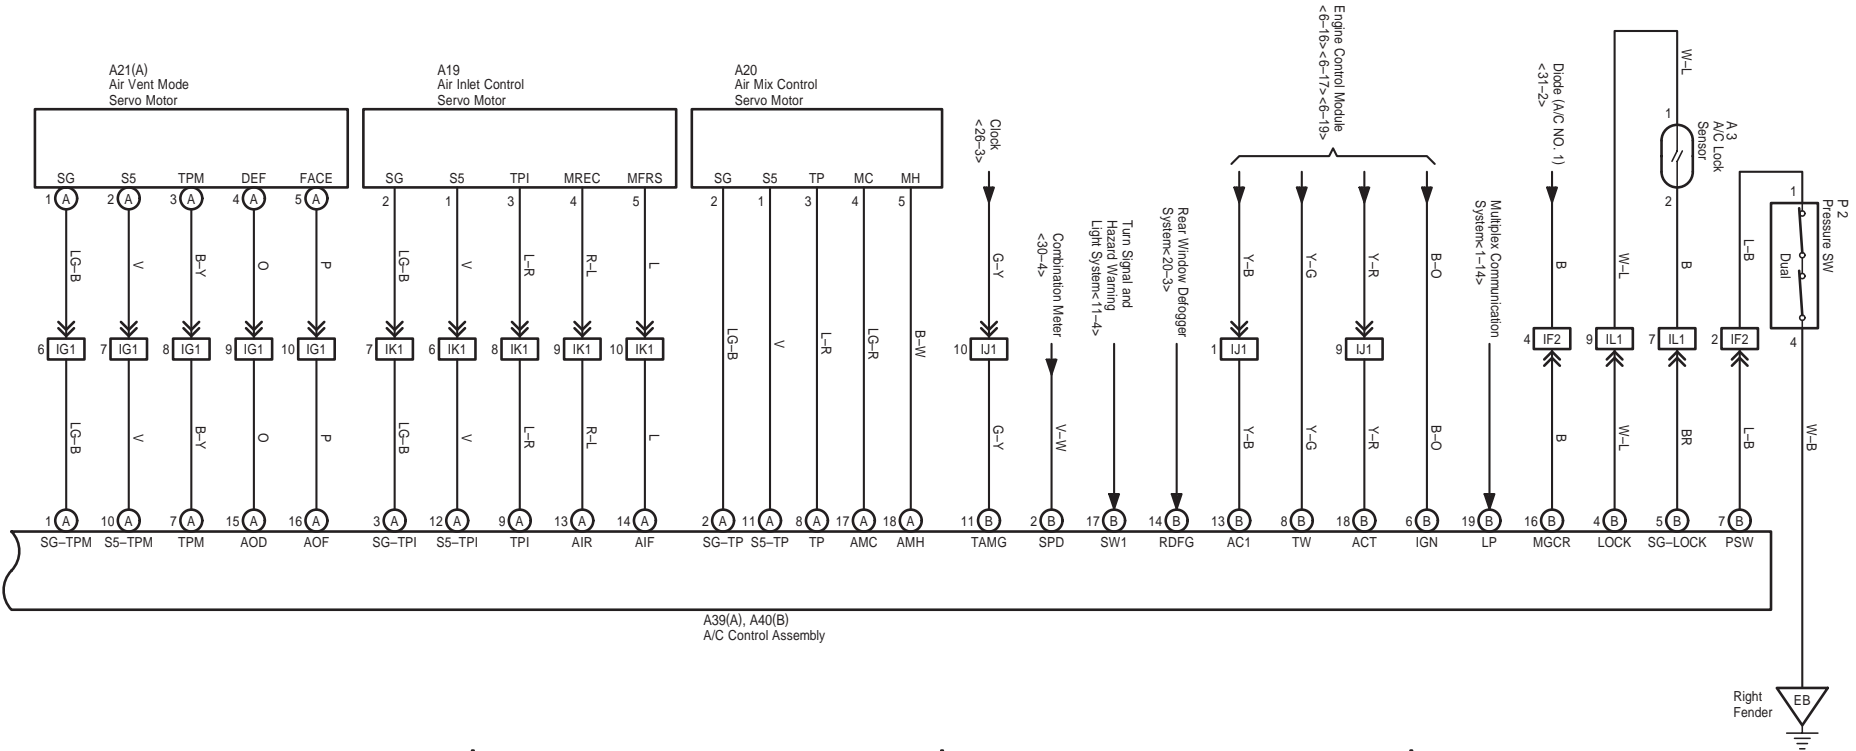 A21(A)
Air Vent Mode
Servo Motor
A19
Air Inlet Control
Servo Motor
A20
Air Mix Control
Servo Motor
Clock
<26–3>
Combination Meter
<30–4>
Turn Signal and
Hazard Warning
Light System<11–4>
Rear Window Defogger
System<20–3>
Engine Control Module
<6–16><6–17><6–19>
Multiplex Communication
System<1–14>
Diode (A/C NO. 1)
<31–2>
A 3
A/C Lock
Sensor
P 2
Pressure SW
Dual
W–L
1
2
1
4
SG S5 TPM DEF FACE
SG S5 TPI MREC MFRS
SG S5 TP MC MH
1 A 2 A 3 A 4 A 5 A
2 1 3 4 5
2 1 3 4 5
LG–B V B–Y O P
LG–B V L–R R–L L
G–Y Y–B Y–G Y–R B–O B W–L B L–B
6 IG1 7 IG1 8 IG1 9 IG1 10 IG1
7 IK1 6 IK1 8 IK1 9 IK1 10 IK1
LG–B V L–R LG–R B–W
10 IJ1 1 IJ1 9 IJ1 4 IF2 9 IL1 7 IL1 2 IF2
LG–B V B–Y O P
LG–B V L–R R–L L
G–Y V–W Y–B Y–G Y–R B–O B W–L BR L–B W–B
1 A 10 A 7 A 15 A 16 A
3 A 12 A 9 A 13 A 14 A
2 A 11 A 8 A 17 A 18 A
11 B 2 B 17 B 14 B 13 B 8 B 18 B 6 B 19 B 16 B 4 B 5 B 7 B
SG–TPM S5–TPM TPM AOD AOF
SG–TPI S5–TPI TPI AIR AIF
SG–TP S5–TP TP AMC AMH
TAMG SPD SW1 RDFG AC1 TW ACT IGN LP MGCR LOCK SG–LOCK PSW
A39(A), A40(B)
A/C Control Assembly
Right
Fender
EB